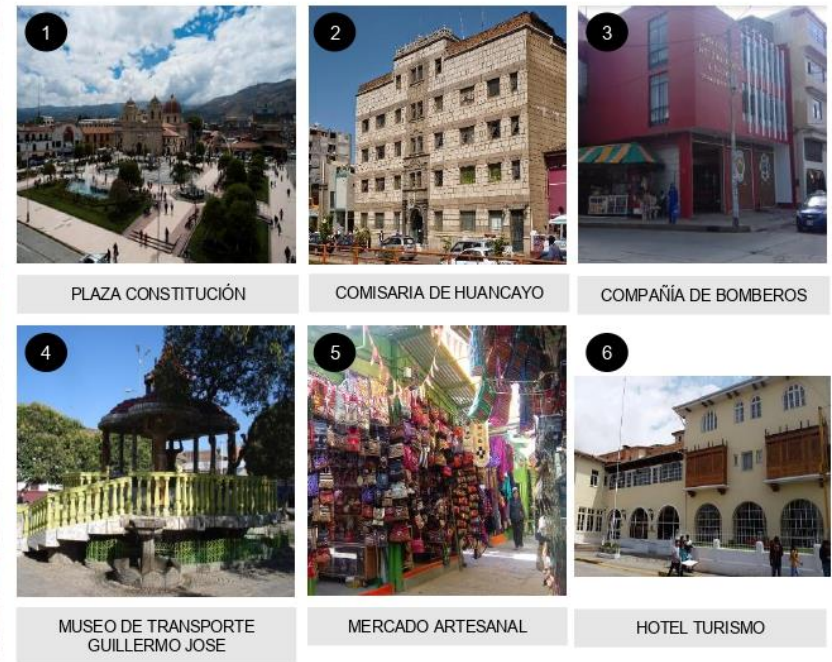 1
2
3
PLAZA CONSTITUCIÓN
COMISARIA DE HUANCAYO
COMPAÑÍA DE BOMBEROS
4
5
6
MUSEO DE TRANSPORTE
GUILLERMO JOSE
MERCADO ARTESANAL
HOTEL TURISMO